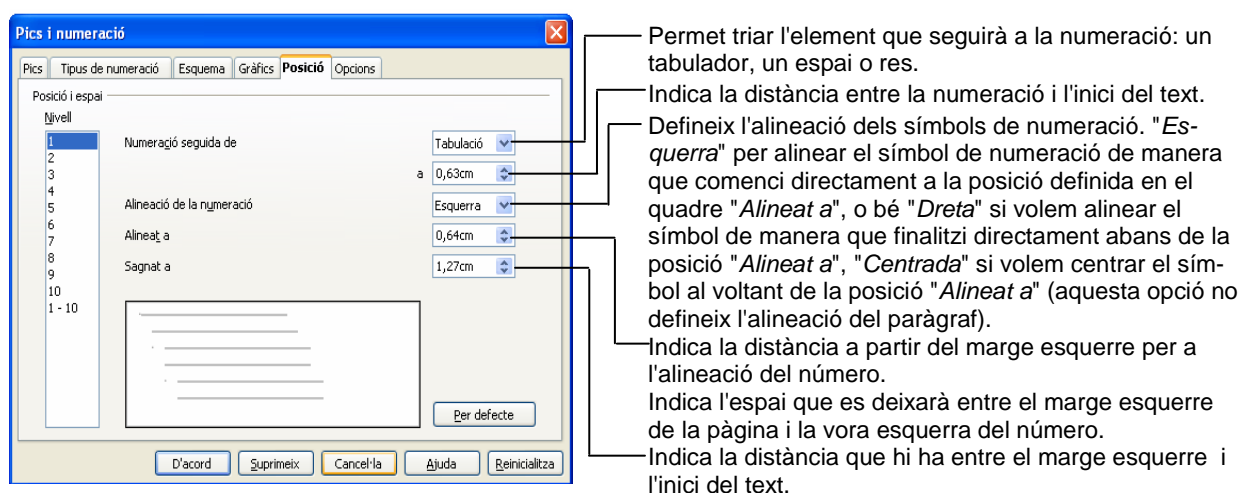 Pics i numeració
Pics Tipus de numeració Esquema Gràfics Posició Opcions
Posició i espai
Nivell
1
2
3
4
5
6
7
8
9
10
1 - 10
Numeració seguida de
Tabulació
a 0,63cm
Alineació de la numeració
Esquerra
Alineat a
0,64cm
Sagnat a
1,27cm
Per defecte
D'acord Suprimeix Cancel·la Ajuda Reinicialitza
Permet triar l'element que seguirà a la numeració: un
tabulador, un espai o res.
Indica la distància entre la numeració i l'inici del text.
Defineix l'alineació dels símbols de numeració. "Es-
querra" per alinear el símbol de numeració de manera
que comenci directament a la posició definida en el
quadre "Alineat a", o bé "Dreta" si volem alinear el
símbol de manera que finalitzi directament abans de la
posició "Alineat a", "Centrada" si volem centrar el sím-
bol al voltant de la posició "Alineat a" (aquesta opció no
defineix l'alineació del paràgraf).
Indica la distància a partir del marge esquerre per a
l'alineació del número.
Indica l'espai que es deixarà entre el marge esquerre
de la pàgina i la vora esquerra del número.
Indica la distància que hi ha entre el marge esquerre i
l'inici del text.